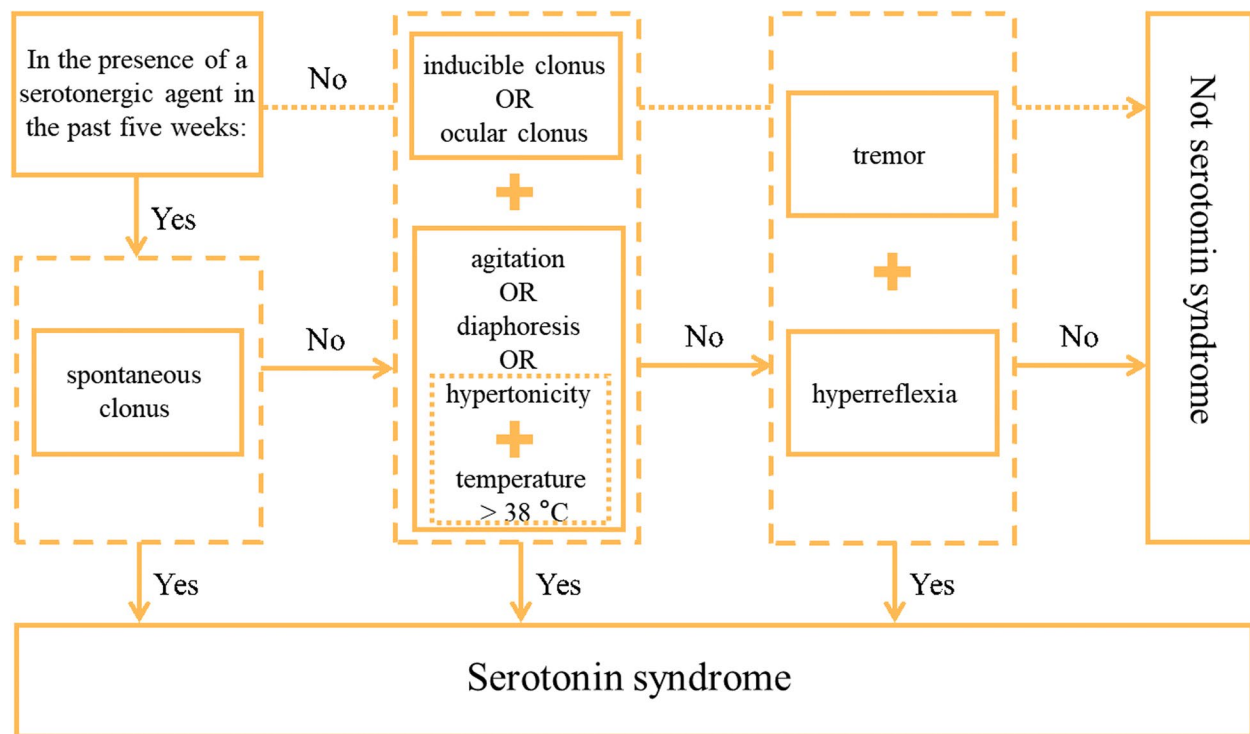 In the presence of a
serotonergic agent in
the past five weeks:
No
Yes
spontaneous
clonus
No
Yes
inducible clonus
OR
ocular clonus
+
agitation
OR
diaphoresis
OR
hypertonicity
+
temperature
> 38 °C
No
Yes
tremor
+
hyperreflexia
No
Yes
Not serotonin syndrome
Serotonin syndrome